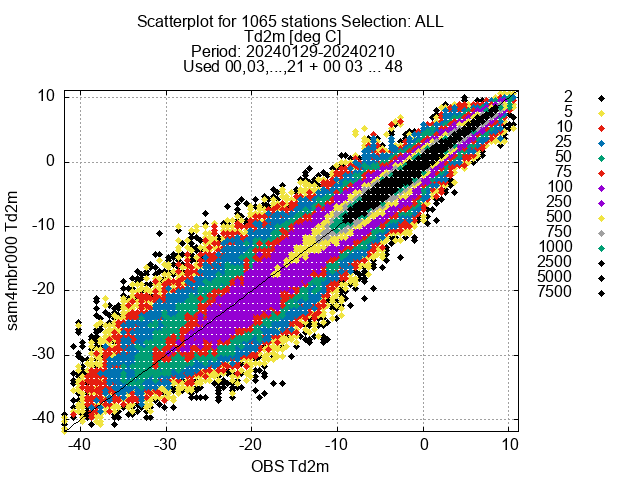 Scatterplot for 1065 stations Selection: ALL
Td2m [deg C]
Period: 20240129-20240210
Used 00,03,...,21 + 00 03 ... 48
10
0
-10
-20
-30
-40
sam4mbr000 Td2m
-40 -30 -20 -10 0 10
OBS Td2m
2
5
10
25
50
75
100
250
500
750
1000
2500
5000
7500